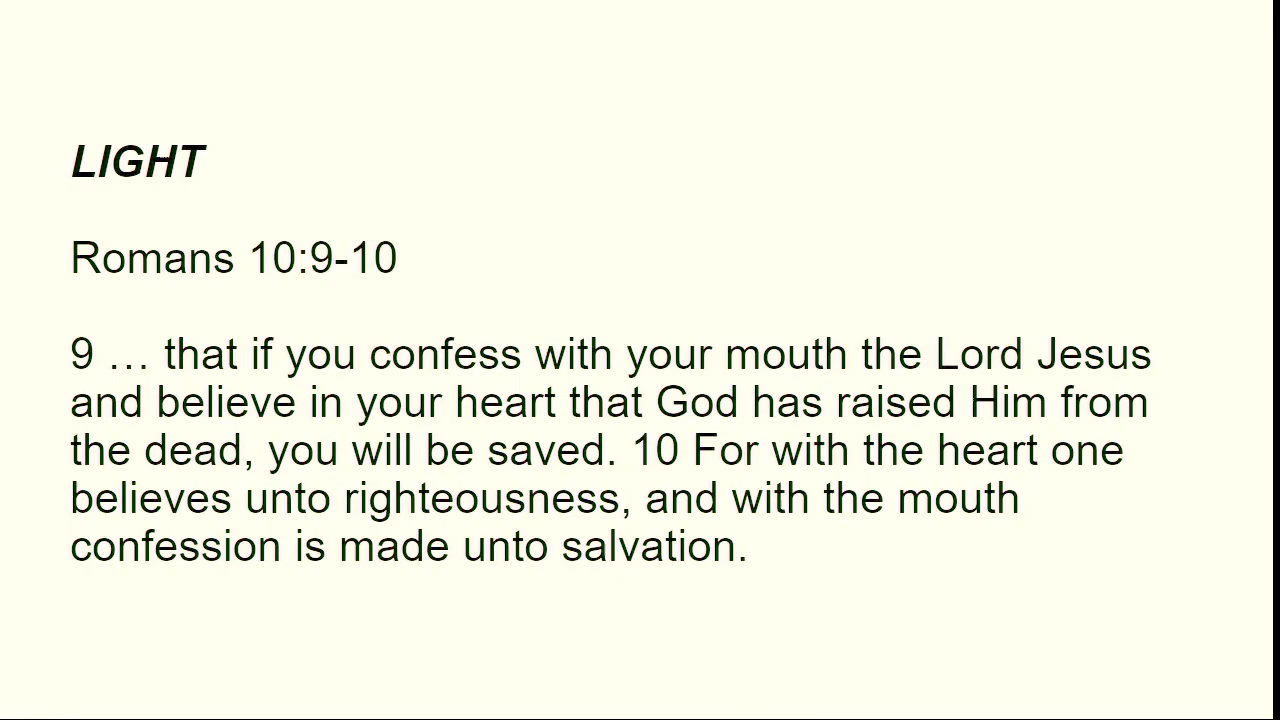 LIGHT
Romans 10:9-10
9 … that if you confess with your mouth the Lord Jesus
and believe in your heart that God has raised Him from
the dead, you will be saved. 10 For with the heart one
believes unto righteousness, and with the mouth
confession is made unto salvation.